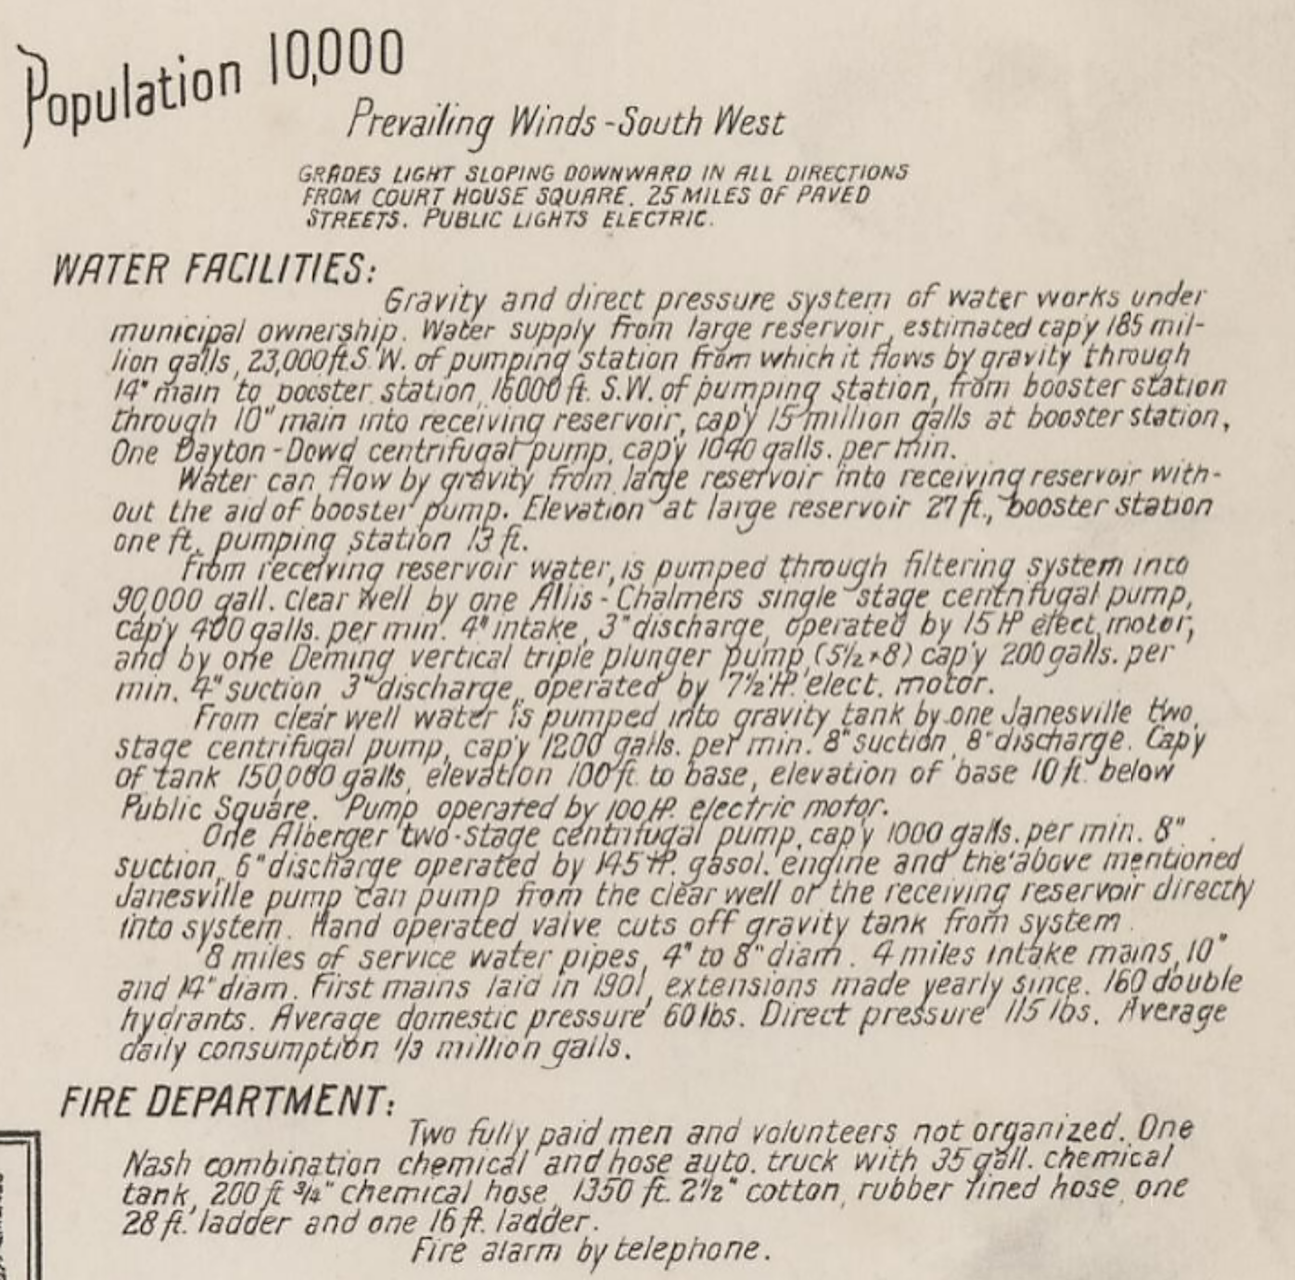 Population 10,000
Prevailing Winds - South West
GRADES LIGHT SLOPING DOWNWARD IN ALL DIRECTIONS
FROM COURT HOUSE SQUARE. 25 MILES OF PAVED
STREETS. PUBLIC LIGHTS ELECTRIC.
WATER FACILITIES:
Gravity and direct pressure system of water works under
municipal ownership. Water supply from large reservoir, estimated cap'y 185 mil-
lion galls, 23,000 ft. S.W. of pumping station from which it flows by gravity through
14" main to booster station, 16000 ft. S.W. of pumping station, from booster station
through 10" main into receiving reservoir, cap'y 15 million galls at booster station,
One Dayton-Dowd centrifugal pump, cap'y 1040 galls. per min.
Water can flow by gravity from large reservoir into receiving reservoir with-
out the aid of booster pump. Elevation at large reservoir 27 ft., booster station
one ft., pumping station 13 ft.
From receiving reservoir water, is pumped through filtering system into
90,000 gall. clear well by one Allis-Chalmers single stage centrifugal pump,
cap'y 400 galls. per min. 4" intake, 3" discharge, operated by 15 HP elect. motor,
and by one Deming vertical triple plunger pump (5½×8) cap'y 200 galls. per
min. 4" suction 3" discharge, operated by 7½ HP. elect. motor.
From clear well water is pumped into gravity tank by one Janesville two
stage centrifugal pump, cap'y 1200 galls. per min. 8" suction, 8" discharge. Cap'y
of tank 150,000 galls, elevation 100 ft. to base, elevation of base 10 ft. below
Public Square. Pump operated by 100 HP. electric motor.
One Alberger two-stage centrifugal pump, cap'y 1000 galls. per min. 8"
suction, 6" discharge operated by 145 HP. gasol. engine and the above mentioned
Janesville pump can pump from the clear well or the receiving reservoir directly
into system. Hand operated valve cuts off gravity tank from system.
8 miles of service water pipes, 4" to 8" diam. 4 miles intake mains, 10"
and 14" diam. First mains laid in 1901, extensions made yearly since. 160 double
hydrants. Average domestic pressure 60 lbs. Direct pressure 115 lbs. Average
daily consumption 1/3 million galls.
FIRE DEPARTMENT:
Two fully paid men and volunteers not organized. One
Nash combination chemical and hose auto. truck with 35 gall. chemical
tank, 200 ft ¾" chemical hose, 1350 ft. 2½" cotton, rubber lined hose, one
28 ft. ladder and one 16 ft. ladder.
Fire alarm by telephone.